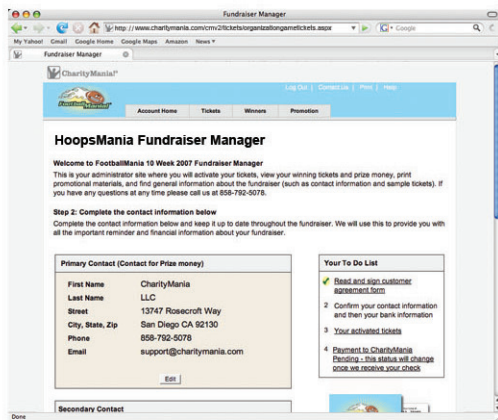 Fundraiser Manager
http://www.charitymania.com/cmv2/tickets/organizationgametickets.aspx
Google
My Yahoo! Gmail Google Home Google Maps Amazon News
Fundraiser Manager
CharityMania!
Log Out | Contact Us | Print | Help
FootballMania!
Account Home Tickets Winners Promotion
HoopsMania Fundraiser Manager
Welcome to FootballMania 10 Week 2007 Fundraiser Manager
This is your administrator site where you will activate your tickets, view your winning tickets and prize money, print
promotional materials, and find general information about the fundraiser (such as contact information and sample tickets). If
you have any questions at any time please call us at 858-792-5078.
Step 2: Complete the contact information below
Complete the contact information below and keep it up to date throughout the fundraiser. We will use this to provide you with
all the important reminder and financial information about your fundraiser.
Primary Contact (Contact for Prize money)
First Name CharityMania
Last Name LLC
Street 13747 Rosecroft Way
City, State, Zip San Diego CA 92130
Phone 858-792-5078
Email support@charitymania.com
Edit
Your To Do List
Read and sign customer
agreement form
2 Confirm your contact information
and then your bank information
3 Your activated tickets
4 Payment to CharityMania
Pending - this status will change
once we receive your check
Secondary Contact
Done